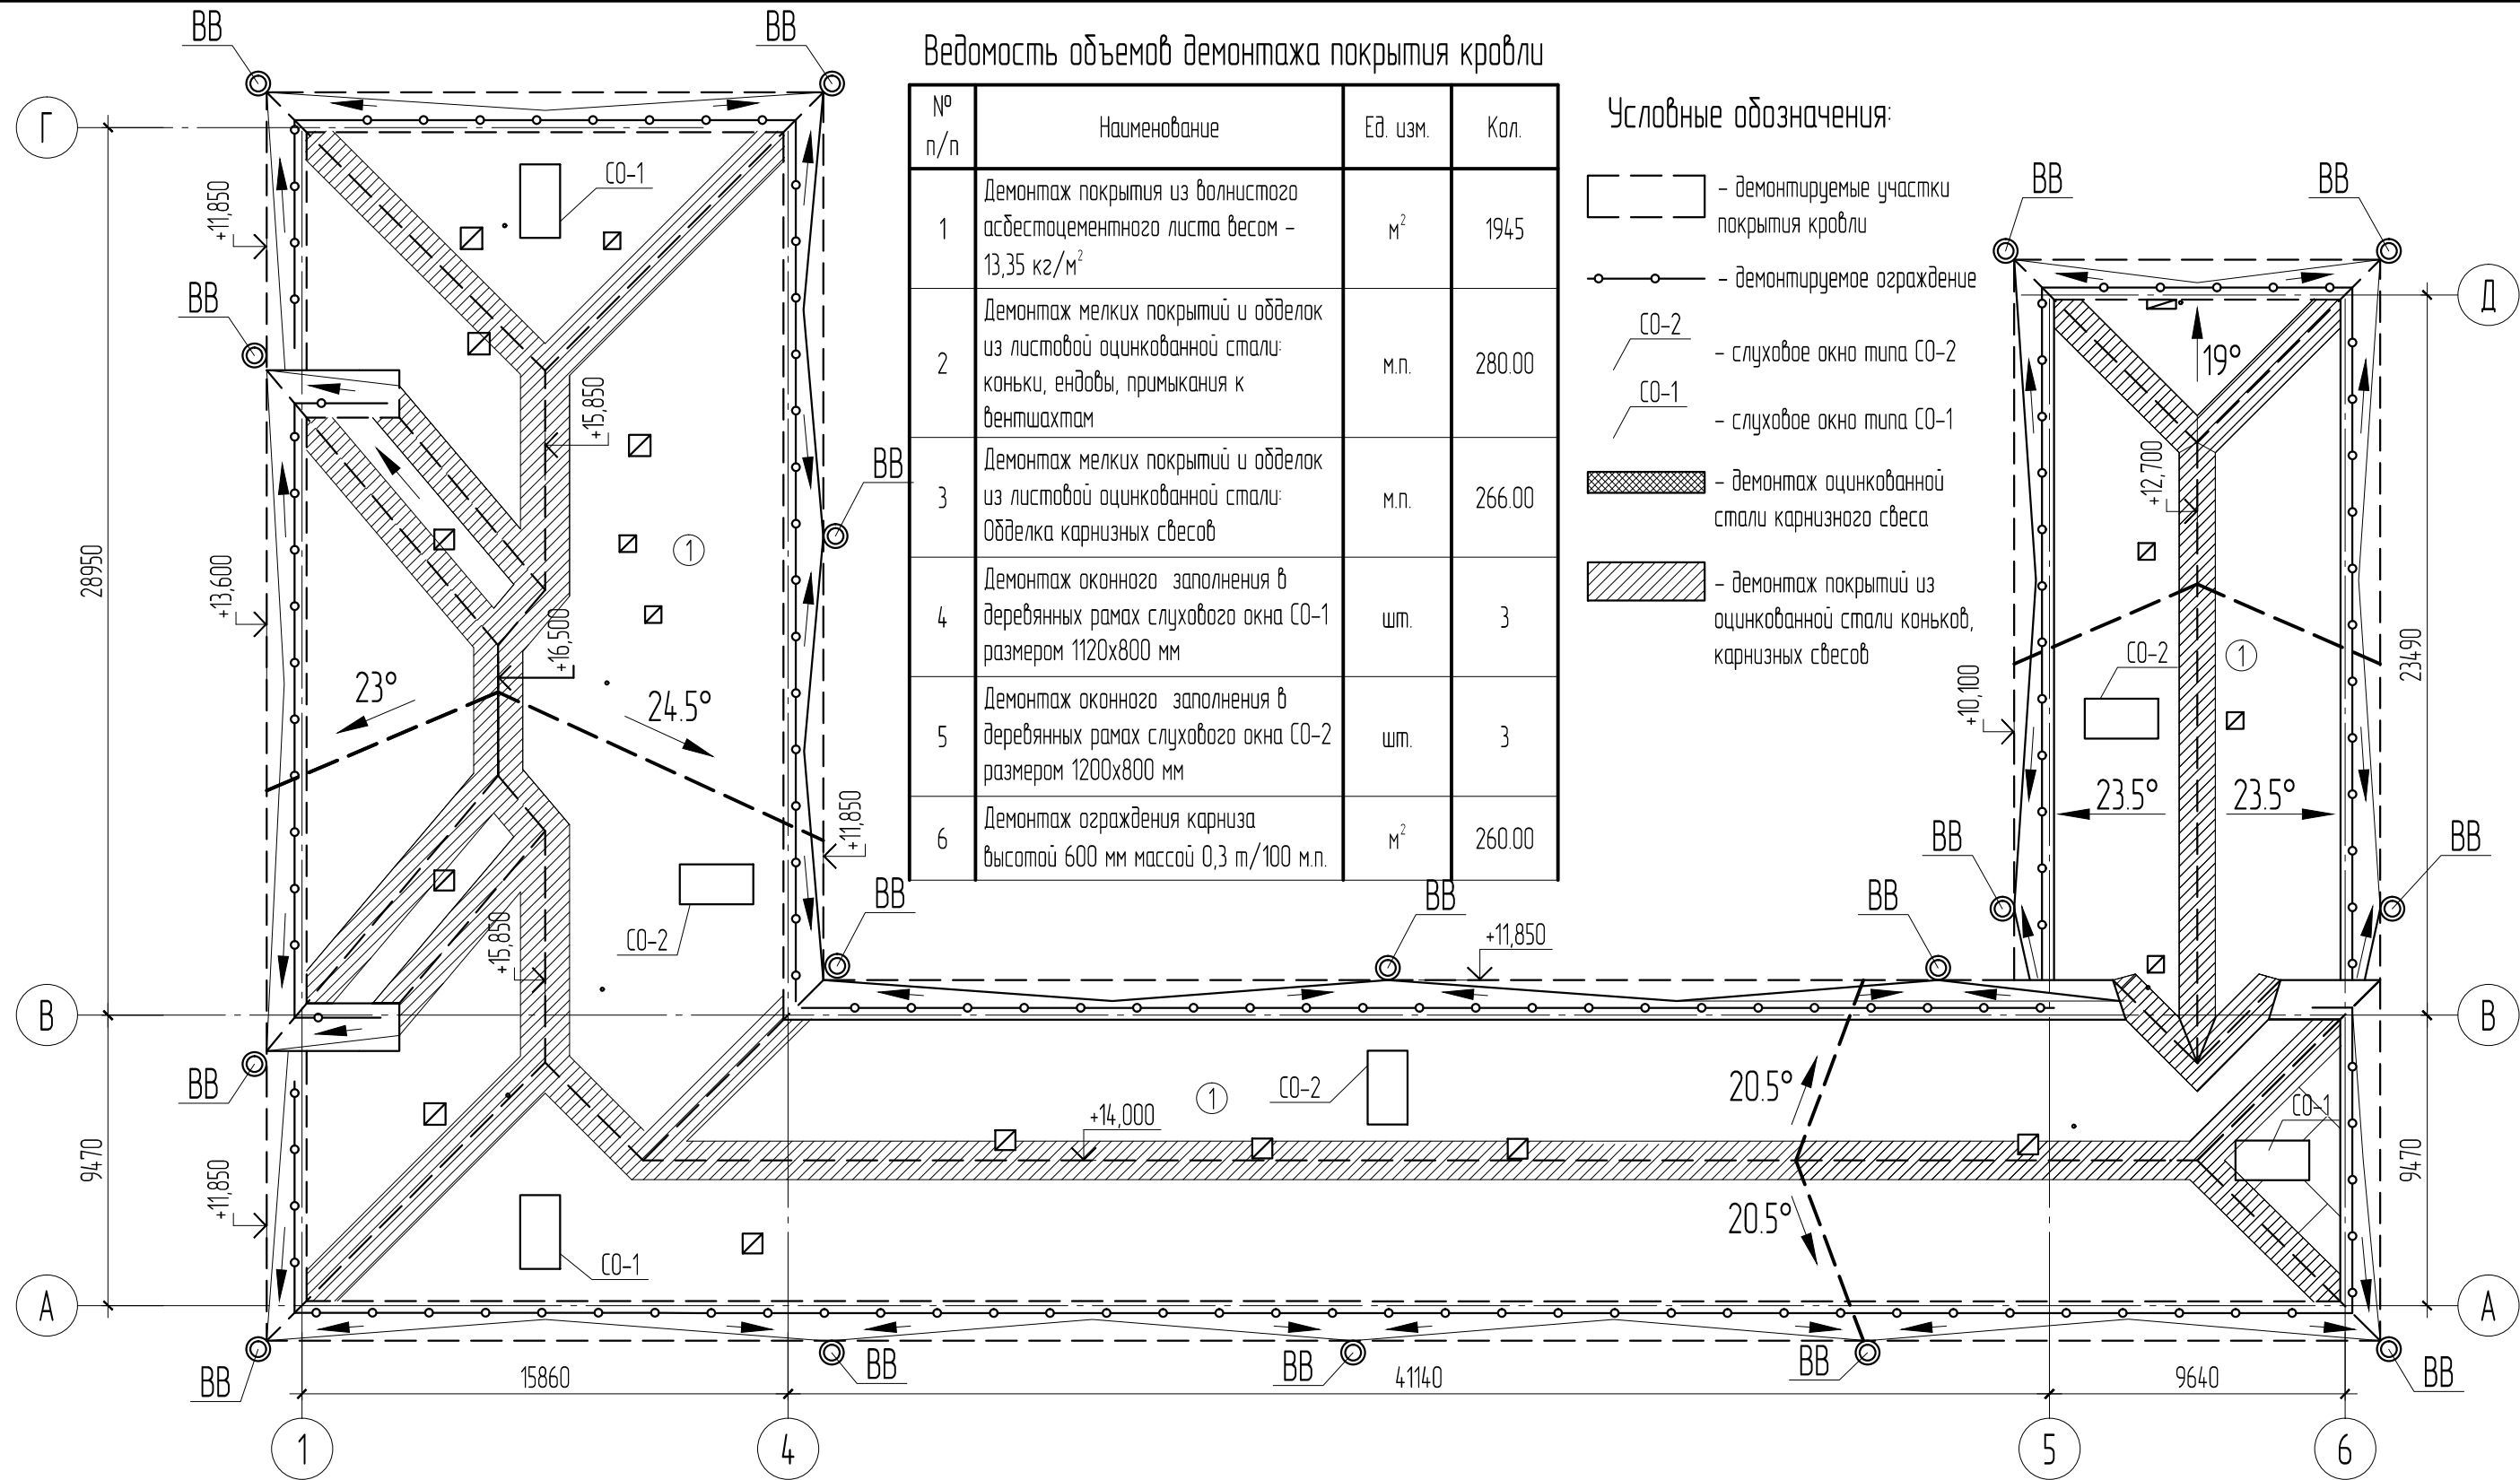 Ведомость объемов демонтажа покрытия кровли
№ п/п
Наименование
Ед. изм.
Кол.
1
Демонтаж покрытия из волнистого
асбестоцементного листа весом –
13,35 кг/м²
м²
1945
2
Демонтаж мелких покрытий и обделок
из листовой оцинкованной стали:
коньки, ендовы, примыкания к
вентшахтам
м.п.
280.00
3
Демонтаж мелких покрытий и обделок
из листовой оцинкованной стали:
Обделка карнизных свесов
м.п.
266.00
4
Демонтаж оконного заполнения в
деревянных рамах слухового окна СО-1
размером 1120х800 мм
шт.
3
5
Демонтаж оконного заполнения в
деревянных рамах слухового окна СО-2
размером 1200х800 мм
шт.
3
6
Демонтаж ограждения карниза
высотой 600 мм массой 0,3 т/100 м.п.
м²
260.00
Условные обозначения:
– демонтируемые участки
покрытия кровли
– демонтируемое ограждение
СО-2
– слуховое окно типа СО-2
СО-1
– слуховое окно типа СО-1
– демонтаж оцинкованной
стали карнизного свеса
– демонтаж покрытий из
оцинкованной стали коньков,
карнизных свесов
ВВ
ВВ
Г
СО-1
+11,850
ВВ
+15,850
ВВ
28950
+13,600
1
+16,500
23°
24.5°
+11,850
СО-2
ВВ
+15,850
ВВ
+11,850
ВВ
В
ВВ
9470
+11,850
СО-1
А
ВВ
15860
ВВ
ВВ
41140
ВВ
9640
ВВ
1
4
5
6
+14,000
1
СО-2
20.5°
20.5°
СО-1
9470
А
В
ВВ
ВВ
Д
19°
+12,700
СО-2
1
+10,100
23490
23.5°
23.5°
ВВ
ВВ